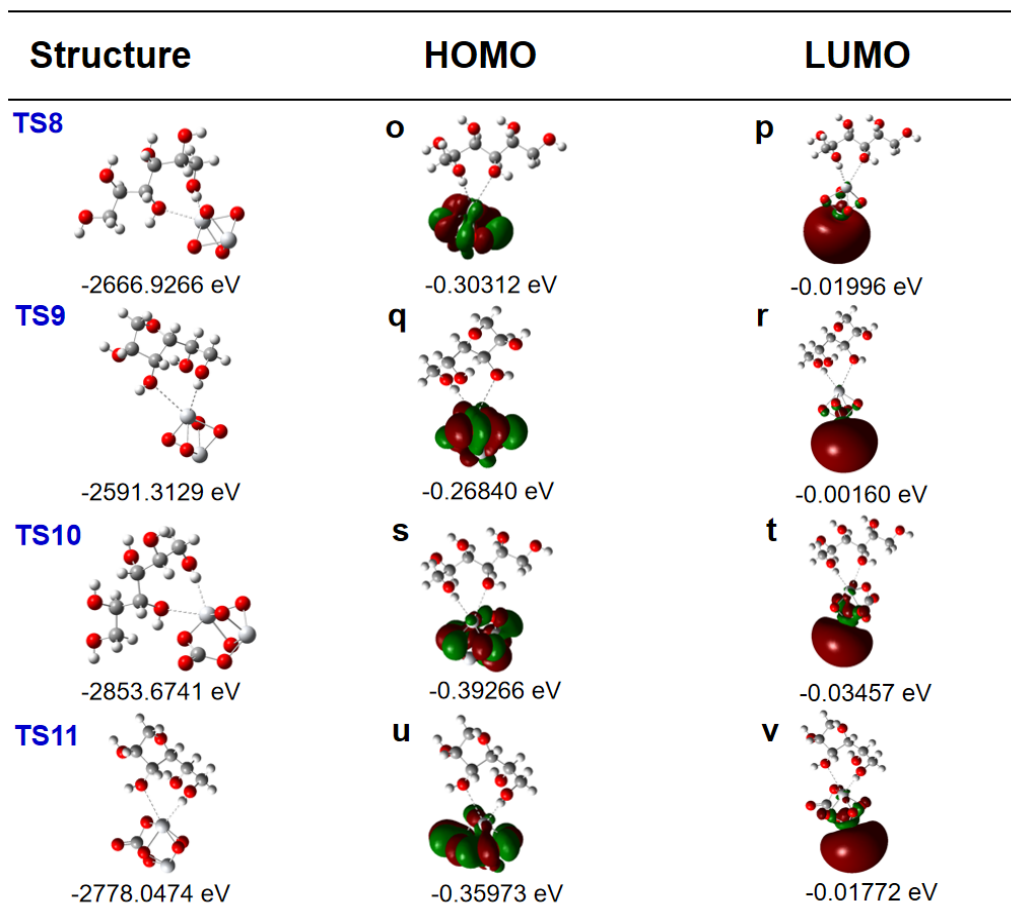 Structure HOMO LUMO
TS8 o p
-2666.9266 eV -0.30312 -0.01996 eV
TS9 q r
-2591.3129 eV -0.26840 eV -0.00160 eV
TS10 s t
-2853.6741 eV -0.39266 eV -0.03457 eV
TS11 u v
-2778.0474 eV -0.35973 eV -0.01772 eV